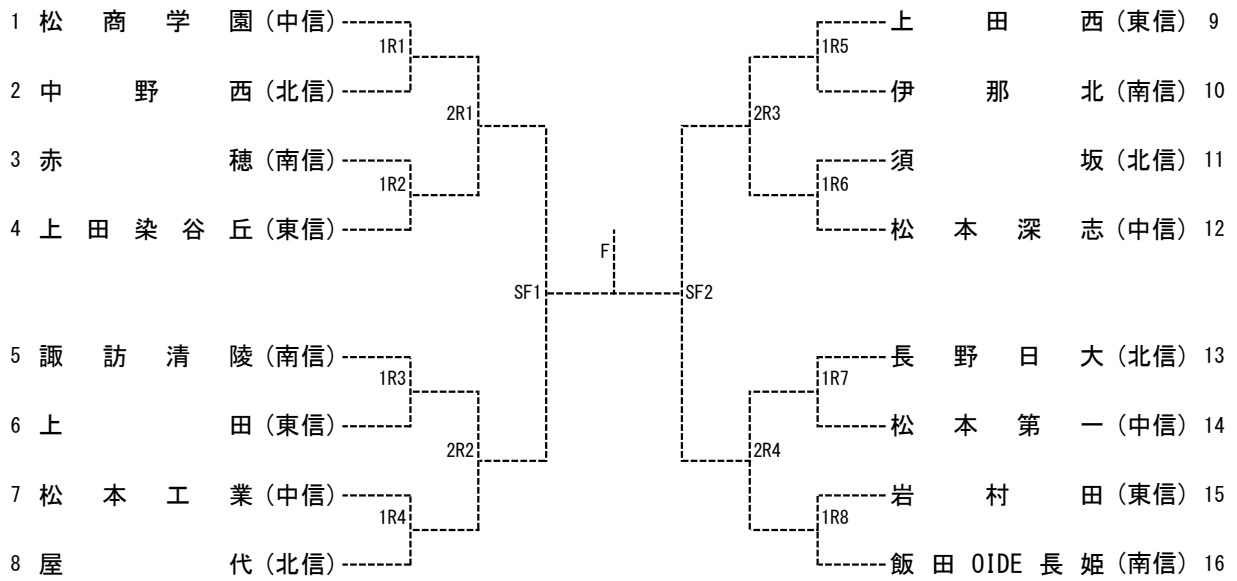 1 松商学園(中信)
1R1
2 中野西(北信)
2R1
3 赤穂(南信)
1R2
4 上田染谷丘(東信)
SF1
5 諏訪清陵(南信)
1R3
6 上田(東信)
2R2
7 松本工業(中信)
1R4
8 屋代(北信)
F
上田西(東信) 9
1R5
伊那北(南信) 10
2R3
須坂(北信) 11
1R6
松本深志(中信) 12
SF2
長野日大(北信) 13
1R7
松本第一(中信) 14
2R4
岩村田(東信) 15
1R8
飯田OIDE長姫(南信) 16